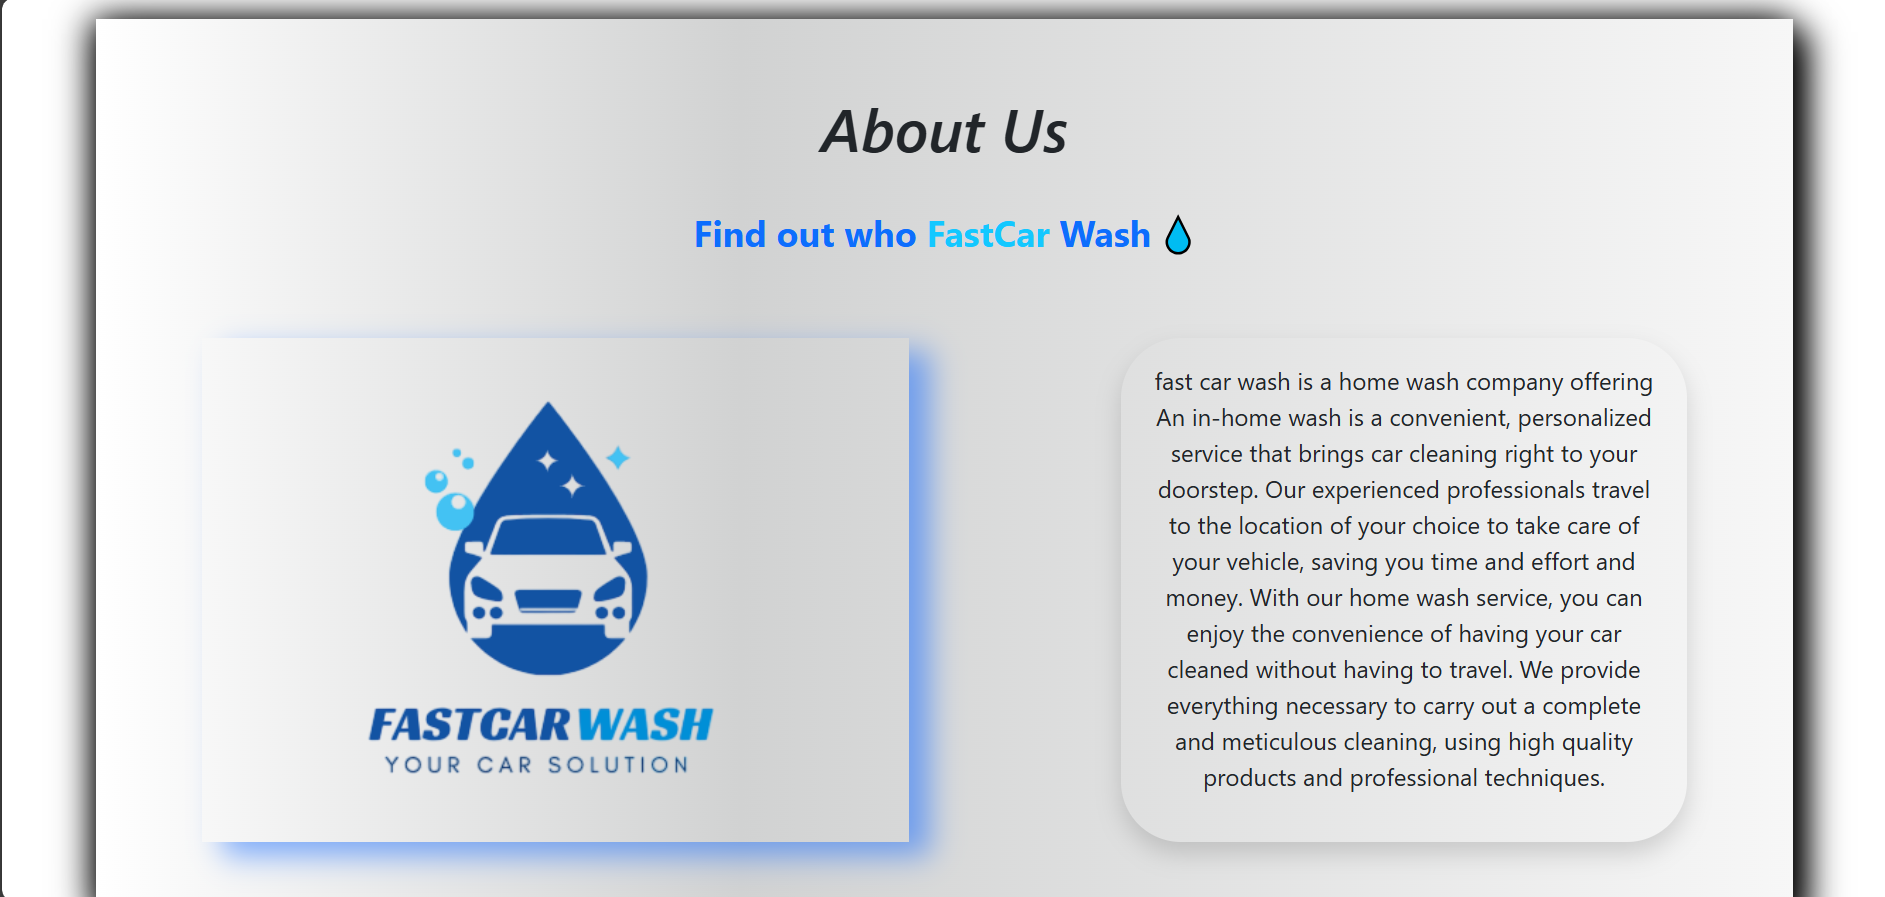 About Us
Find out who FastCar Wash
FASTCAR WASH
YOUR CAR SOLUTION
fast car wash is a home wash company offering
An in-home wash is a convenient, personalized
service that brings car cleaning right to your
doorstep. Our experienced professionals travel
to the location of your choice to take care of
your vehicle, saving you time and effort and
money. With our home wash service, you can
enjoy the convenience of having your car
cleaned without having to travel. We provide
everything necessary to carry out a complete
and meticulous cleaning, using high quality
products and professional techniques.